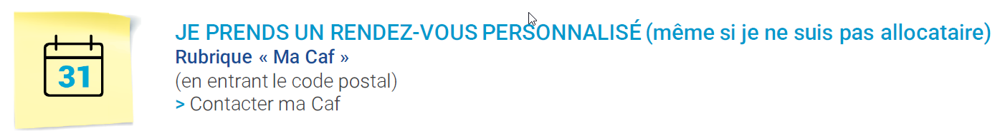 31
JE PRENDS UN RENDEZ-VOUS PERSONNALISÉ (même si je ne suis pas allocataire)
Rubrique « Ma Caf »
(en entrant le code postal)
> Contacter ma Caf